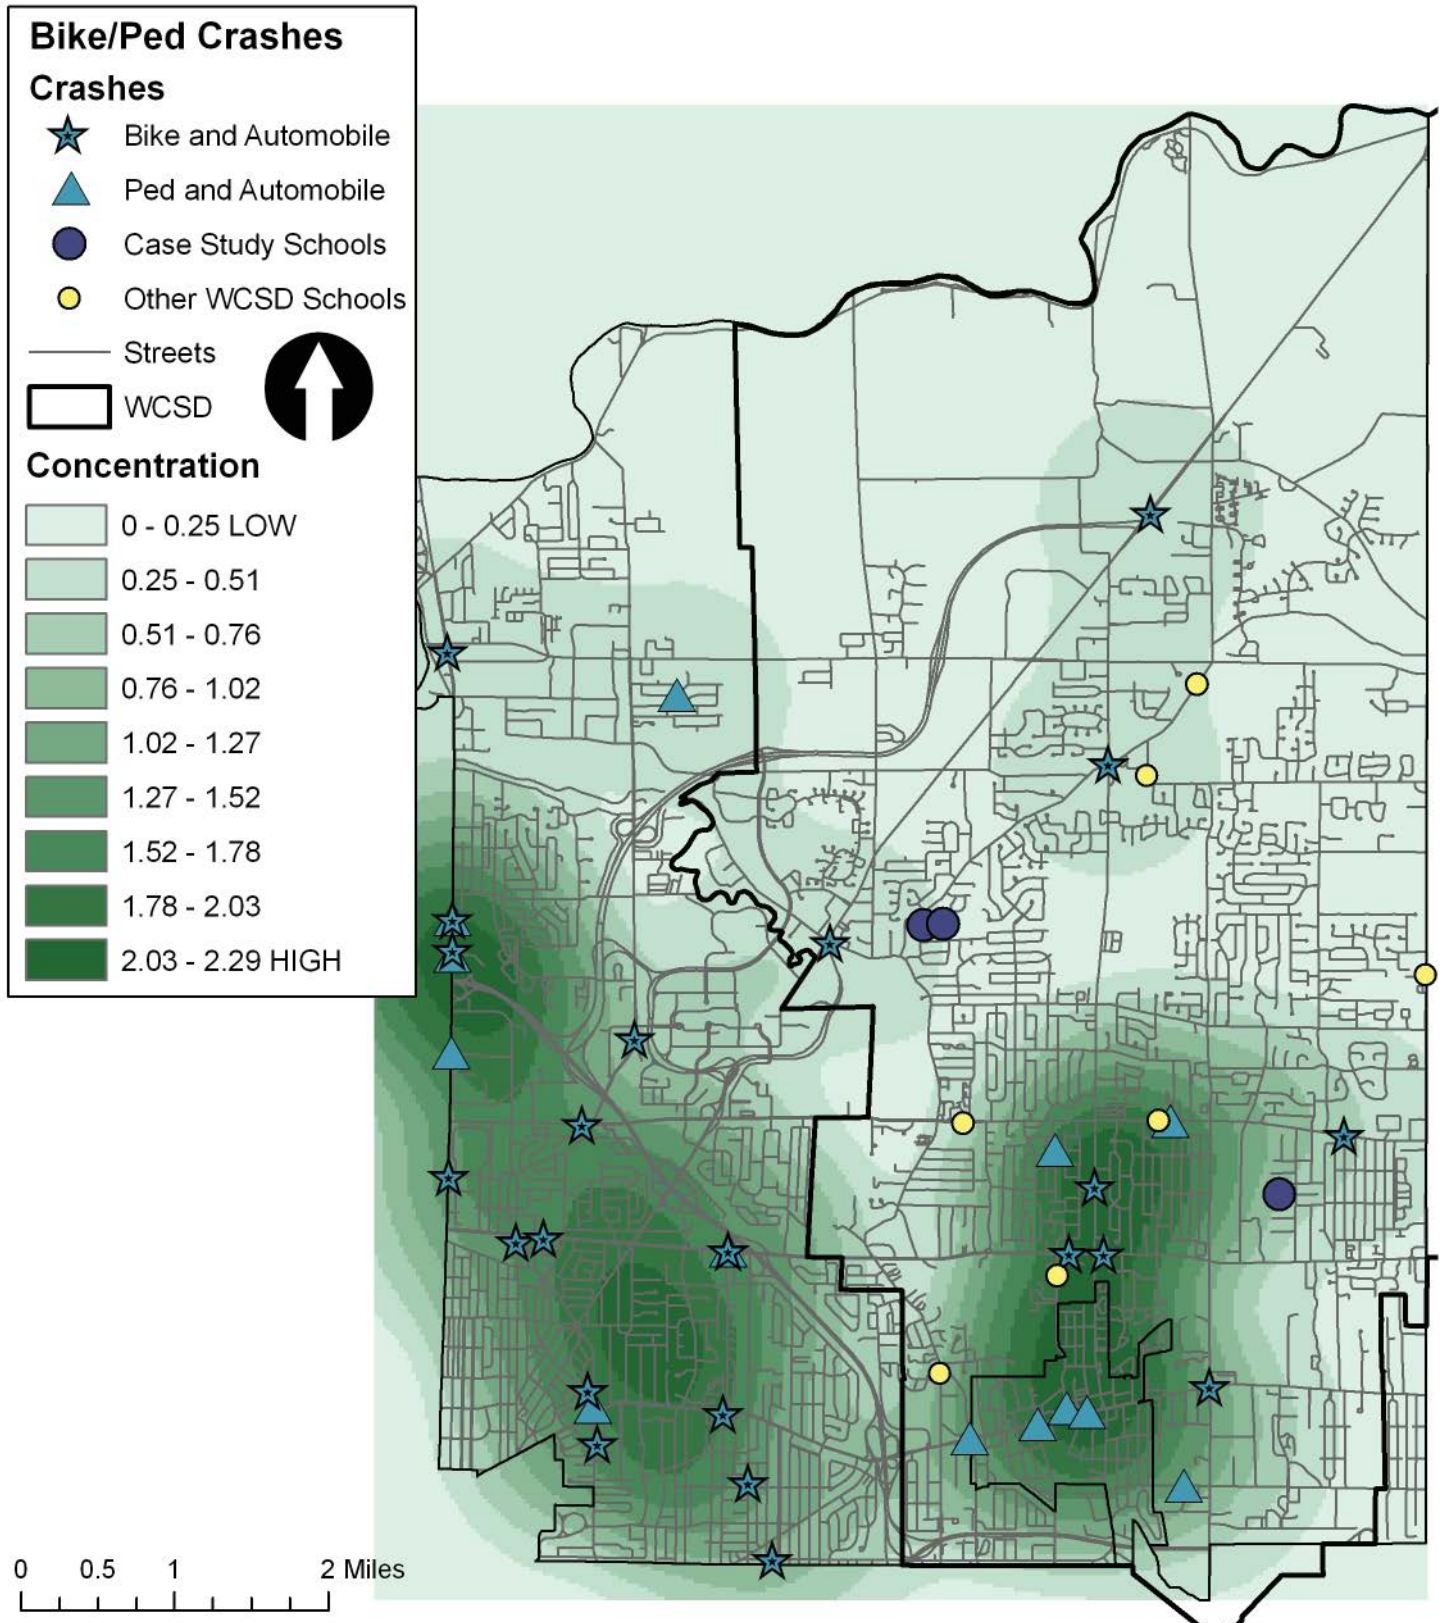 Bike/Ped Crashes
Crashes
Bike and Automobile
Ped and Automobile
Case Study Schools
Other WCSD Schools
Streets
WCSD
Concentration
0 - 0.25 LOW
0.25 - 0.51
0.51 - 0.76
0.76 - 1.02
1.02 - 1.27
1.27 - 1.52
1.52 - 1.78
1.78 - 2.03
2.03 - 2.29 HIGH
0 0.5 1 2 Miles